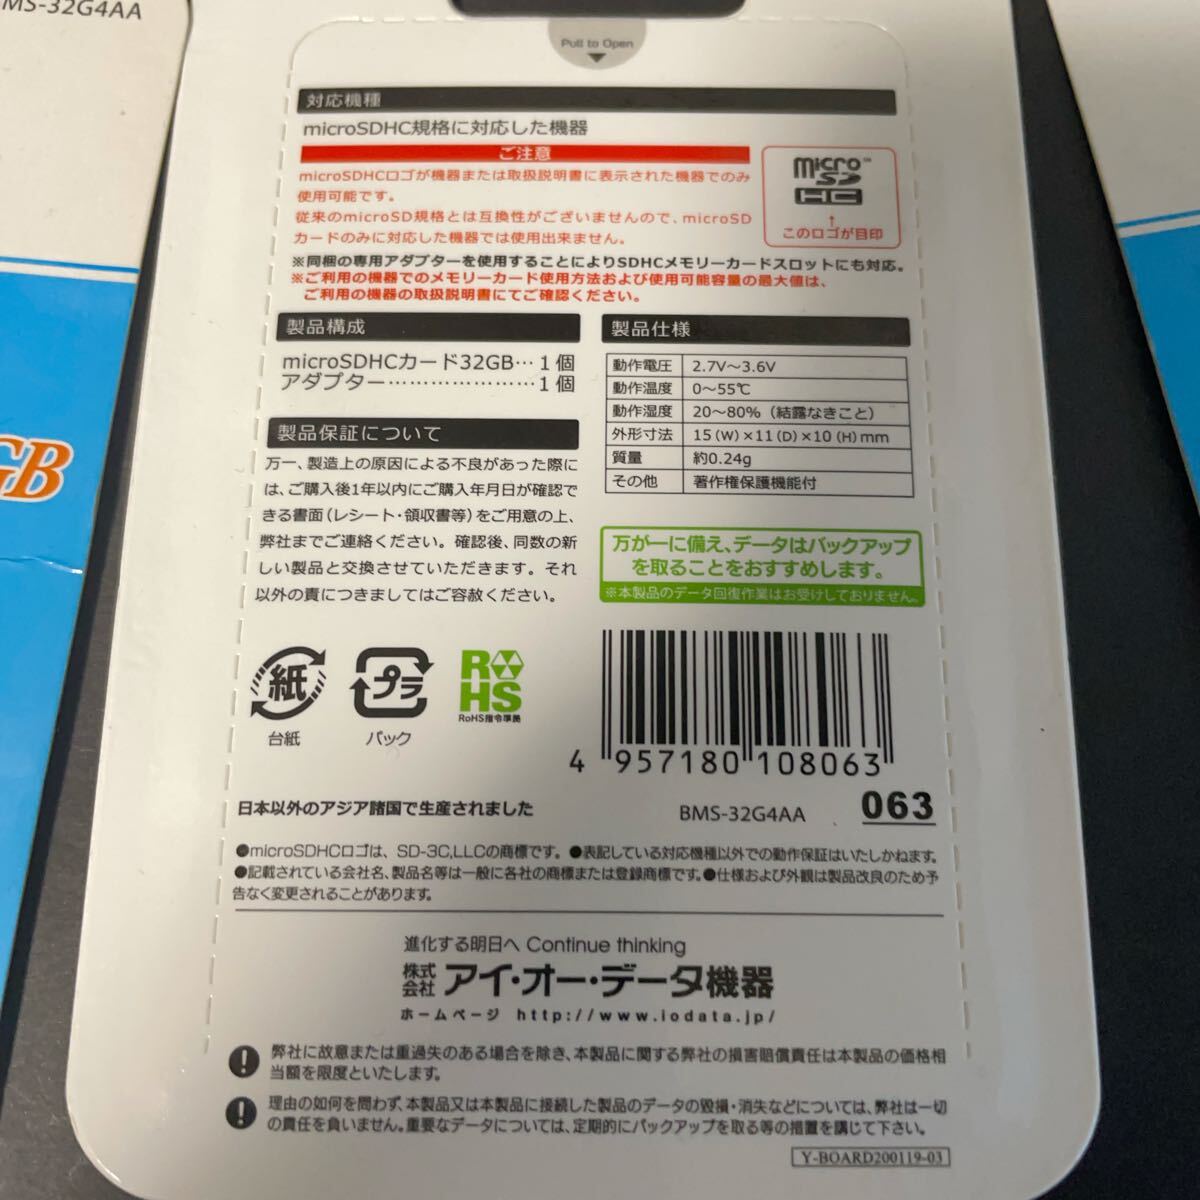 MS-32G4AA
GB
Pull to Open
対応機種
microSDHC規格に対応した機器
ご注意
microSDHCロゴが機器または取扱説明書に表示された機器でのみ
使用可能です。
従来のmicroSD規格とは互換性がございませんので、microSD
カードのみに対応した機器では使用出来ません。
micro™
SD
HC
↑
このロゴが目印
※同梱の専用アダプターを使用することによりSDHCメモリーカードスロットにも対応。
※ご利用の機器でのメモリーカード使用方法および使用可能容量の最大値は、
ご利用の機器の取扱説明書にてご確認ください。
製品構成
microSDHCカード32GB… 1 個
アダプター………………… 1 個
製品保証について
万一、製造上の原因による不良があった際に
は、ご購入後1年以内にご購入年月日が確認で
きる書面(レシート・領収書等)をご用意の上、
弊社までご連絡ください。確認後、同数の新
しい製品と交換させていただきます。それ
以外の責につきましてはご容赦ください。
製品仕様
動作電圧 2.7V～3.6V
動作温度 0～55℃
動作湿度 20～80% (結露なきこと)
外形寸法 15 (W) ×11 (D) ×10 (H) mm
質量 約0.24g
その他 著作権保護機能付
万が一に備え、データはバックアップ
を取ることをおすすめします。
※本製品のデータ回復作業はお受けしておりません。
紙
台紙
プラ
パック
RoHS
RoHS指令準拠
4 957180 108063
日本以外のアジア諸国で生産されました
BMS-32G4AA 063
●microSDHCロゴは、SD-3C,LLCの商標です。●表記している対応機種以外での動作保証はいたしかねます。
●記載されている会社名、製品名等は一般に各社の商標または登録商標です。●仕様および外観は製品改良のため予
告なく変更されることがあります。
進化する明日へ Continue thinking
株式会社 アイ・オー・データ機器
ホームページ http://www.iodata.jp/
弊社に故意または重過失のある場合を除き、本製品に関する弊社の損害賠償責任は本製品の価格相
当額を限度といたします。
理由の如何を問わず、本製品又は本製品に接続した製品のデータの毀損・消失などについては、弊社は一切
の責任を負いません。重要なデータについては、定期的にバックアップを取る等の措置を講じて下さい。
Y-BOARD200119-03